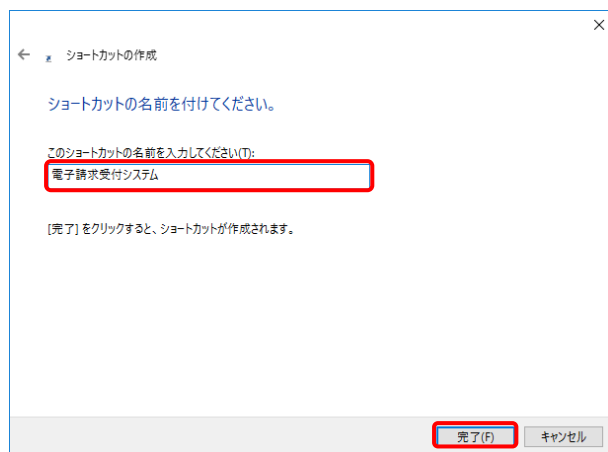 ショートカットの作成
ショートカットの名前を付けてください。
このショートカットの名前を入力してください(T):
電子請求受付システム
[完了] をクリックすると、ショートカットが作成されます。
完了(F) キャンセル